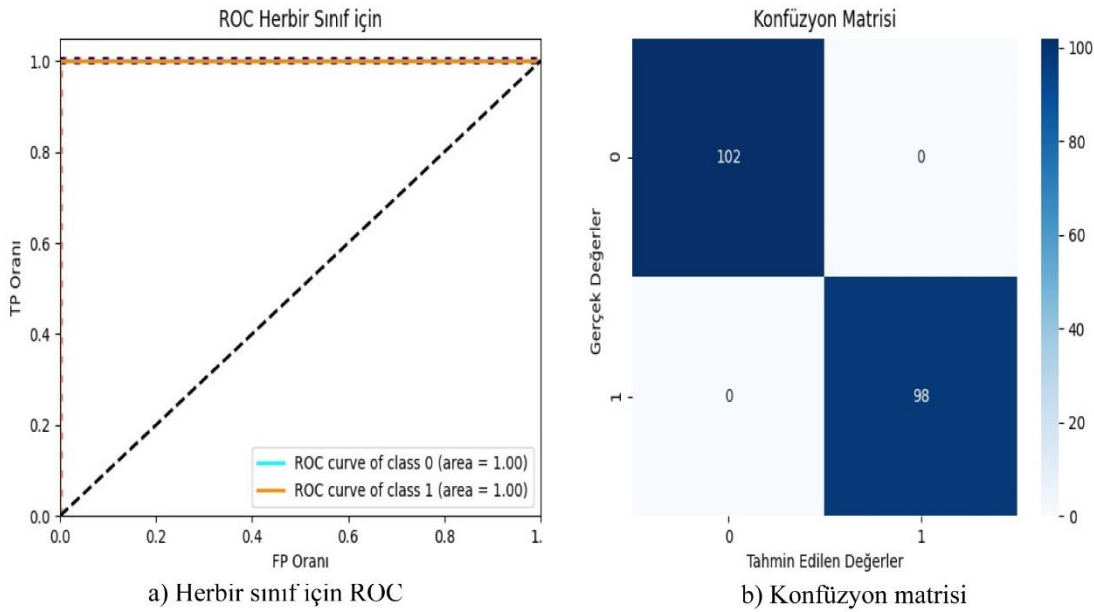 ROC Herbir Sınıf için
1.0
0.8
0.6
0.4
0.2
0.0
TP Oranı
0.0 0.2 0.4 0.6 0.8 1.
FP Oranı
ROC curve of class 0 (area = 1.00)
ROC curve of class 1 (area = 1.00)
a) Herbir sınıf için ROC
Konfüzyon Matrisi
Gerçek Değerler
0
1
102 0
0 98
0 1
Tahmin Edilen Değerler
100
80
60
40
20
0
b) Konfüzyon matrisi